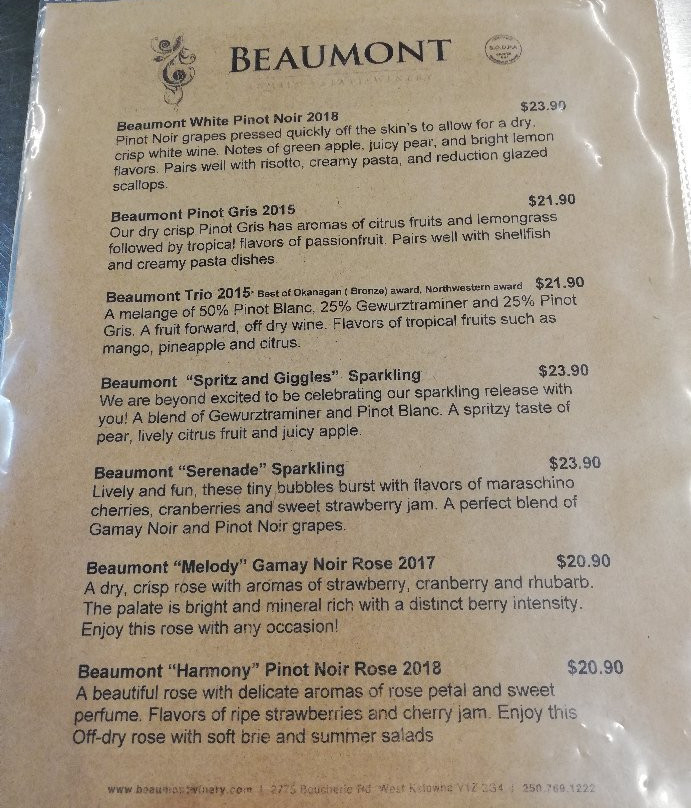 BEAUMONT
Beaumont White Pinot Noir 2018 $23.90
Pinot Noir grapes pressed quickly off the skin's to allow for a dry,
crisp white wine. Notes of green apple, juicy pear, and bright lemon
flavors. Pairs well with risotto, creamy pasta, and reduction glazed
scallops.
Beaumont Pinot Gris 2015 $21.90
Our dry crisp Pinot Gris has aromas of citrus fruits and lemongrass
followed by tropical flavors of passionfruit. Pairs well with shellfish
and creamy pasta dishes
Beaumont Trio 2015- Best of Okanagan ( Bronze) award, Northwestern award $21.90
A melange of 50% Pinot Blanc, 25% Gewurztraminer and 25% Pinot
Gris. A fruit forward, off dry wine. Flavors of tropical fruits such as
mango, pineapple and citrus.
Beaumont "Spritz and Giggles" Sparkling $23.90
We are beyond excited to be celebrating our sparkling release with
you! A blend of Gewurztraminer and Pinot Blanc. A spritzy taste of
pear, lively citrus fruit and juicy apple.
Beaumont "Serenade" Sparkling $23.90
Lively and fun, these tiny bubbles burst with flavors of maraschino
cherries, cranberries and sweet strawberry jam. A perfect blend of
Gamay Noir and Pinot Noir grapes.
Beaumont "Melody" Gamay Noir Rose 2017 $20.90
A dry, crisp rose with aromas of strawberry, cranberry and rhubarb.
The palate is bright and mineral rich with a distinct berry intensity.
Enjoy this rose with any occasion!
Beaumont "Harmony" Pinot Noir Rose 2018 $20.90
A beautiful rose with delicate aromas of rose petal and sweet
perfume. Flavors of ripe strawberries and cherry jam. Enjoy this
Off-dry rose with soft brie and summer salads
www.beaumontwinery.com | 2775 Boucherie Rd. West Kelowna V1Z 2G4 | 250.769.1222